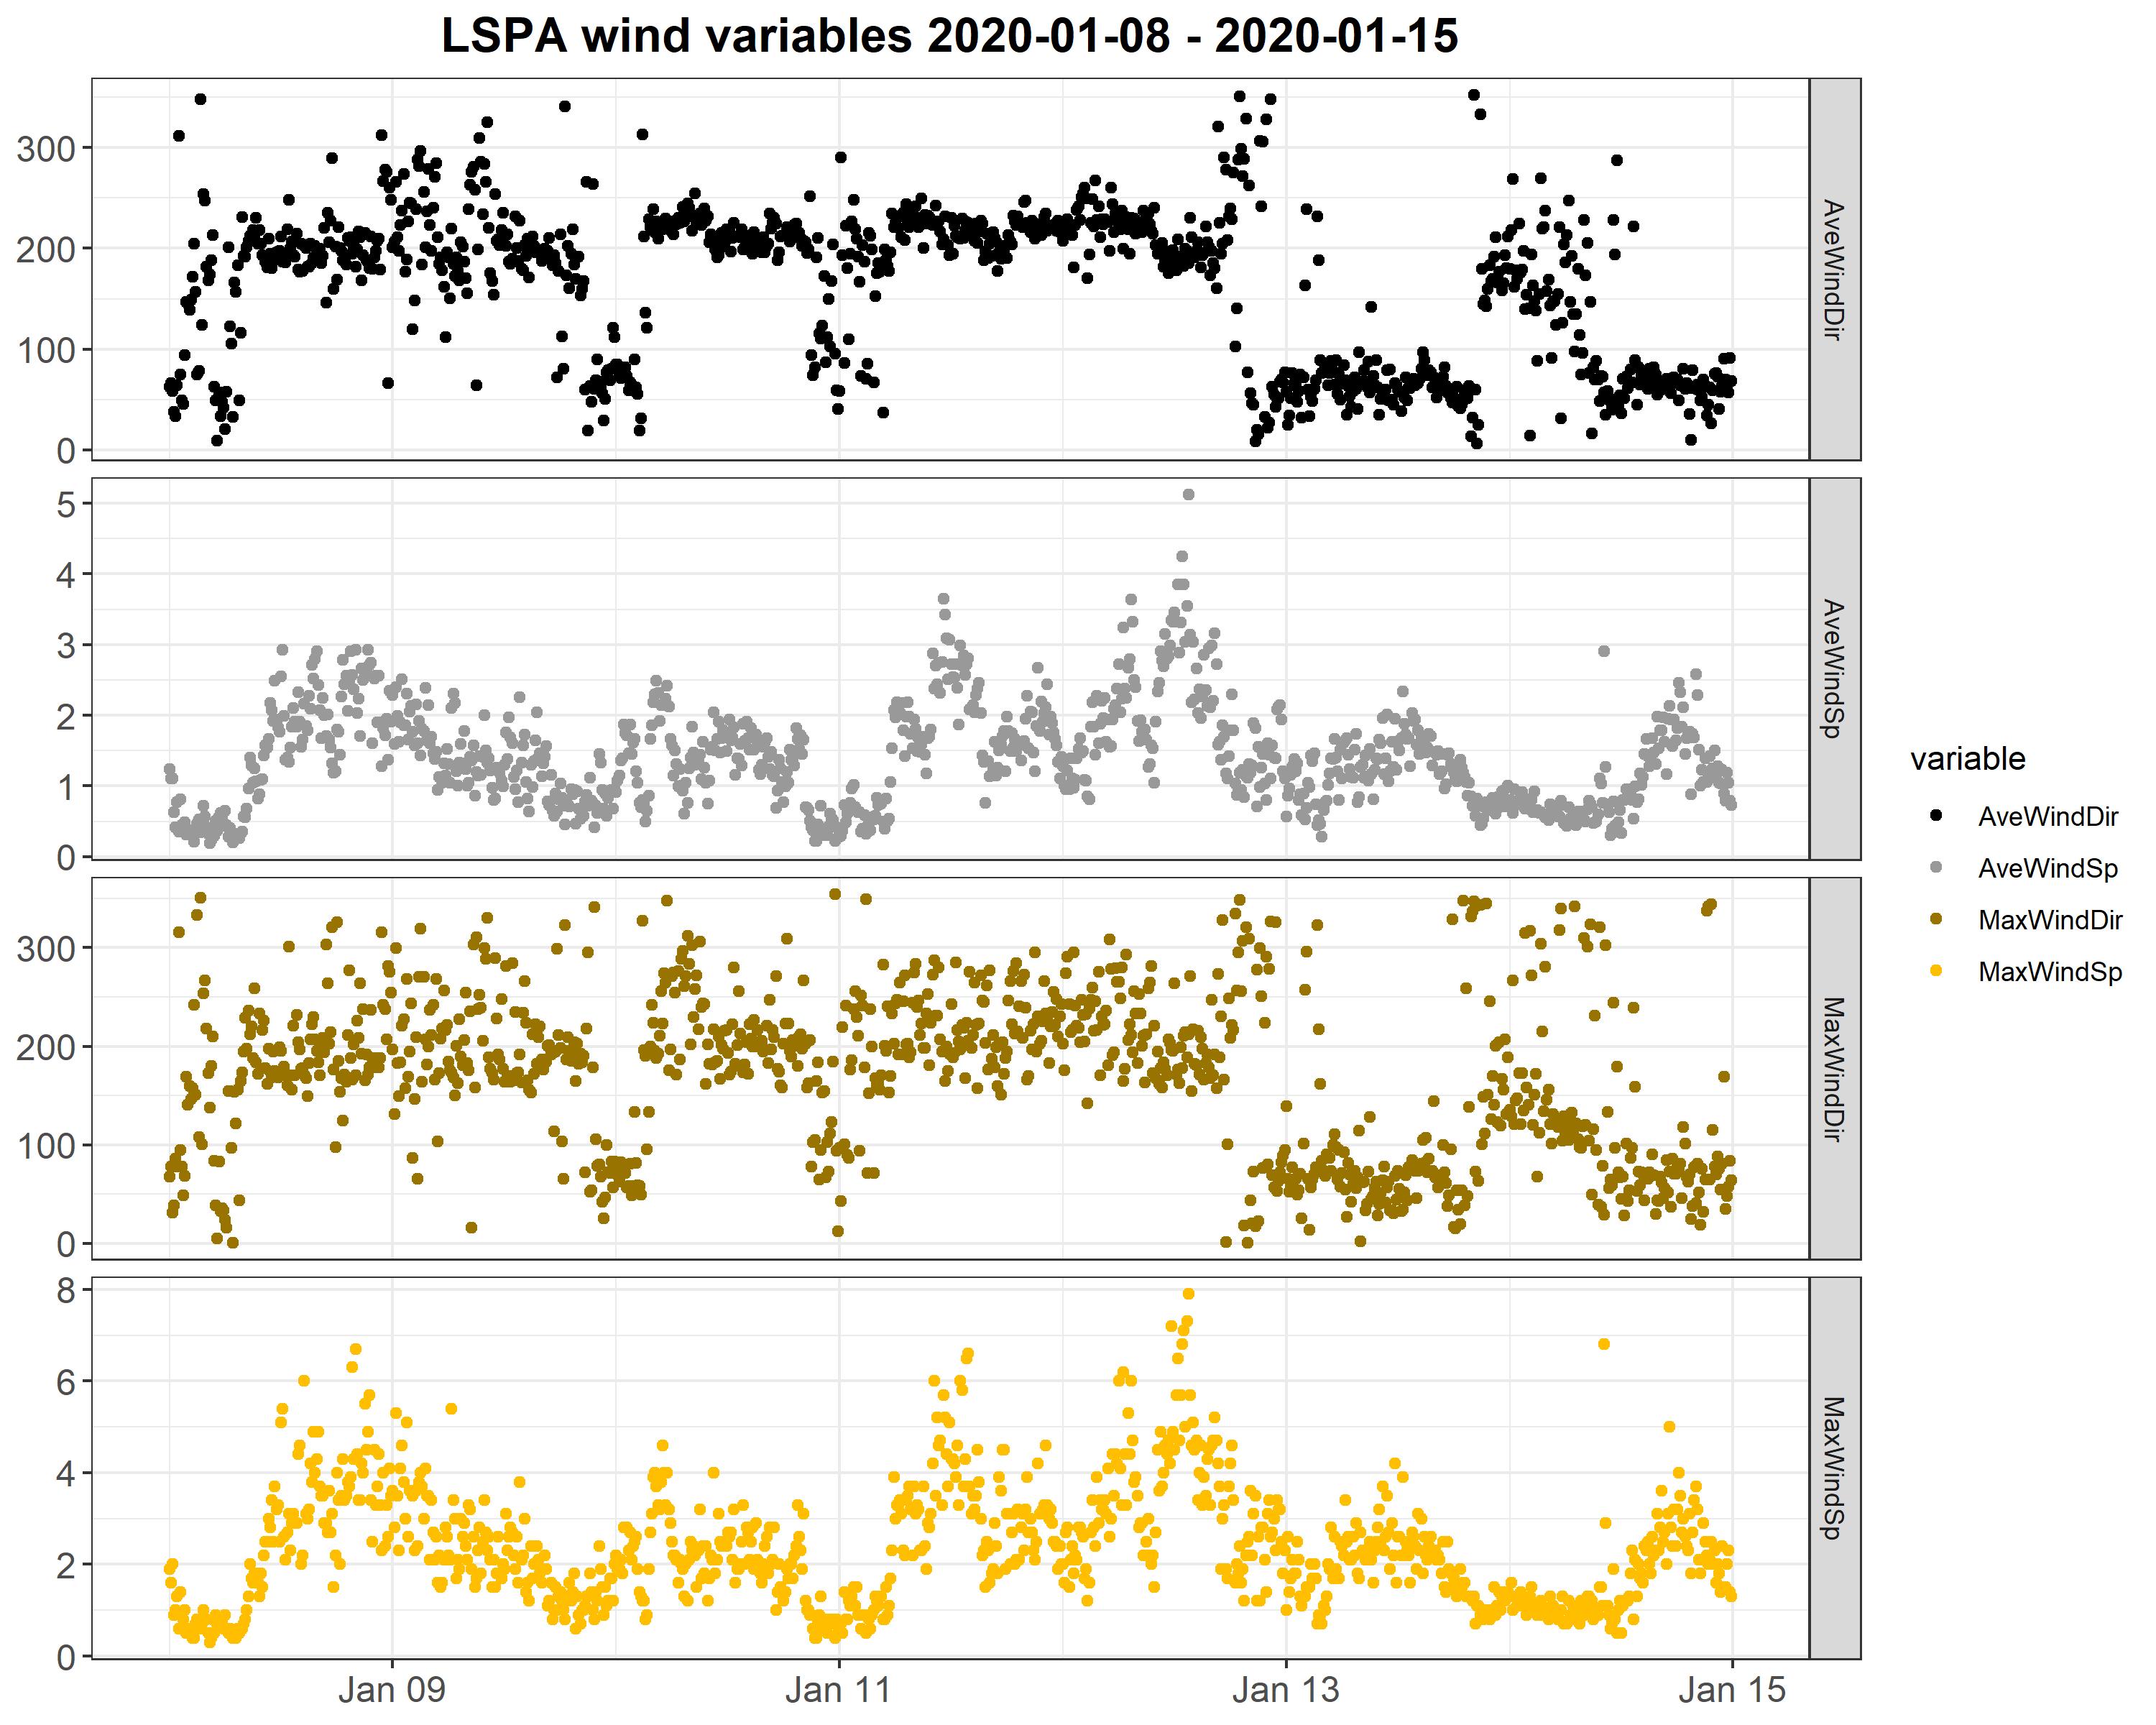 LSPA wind variables 2020-01-08 - 2020-01-15
300
200
100
0
AveWindDir
5
4
3
2
1
0
AveWindSp
300
200
100
0
MaxWindDir
8
6
4
2
0
MaxWindSp
Jan 09 Jan 11 Jan 13 Jan 15
variable
AveWindDir
AveWindSp
MaxWindDir
MaxWindSp